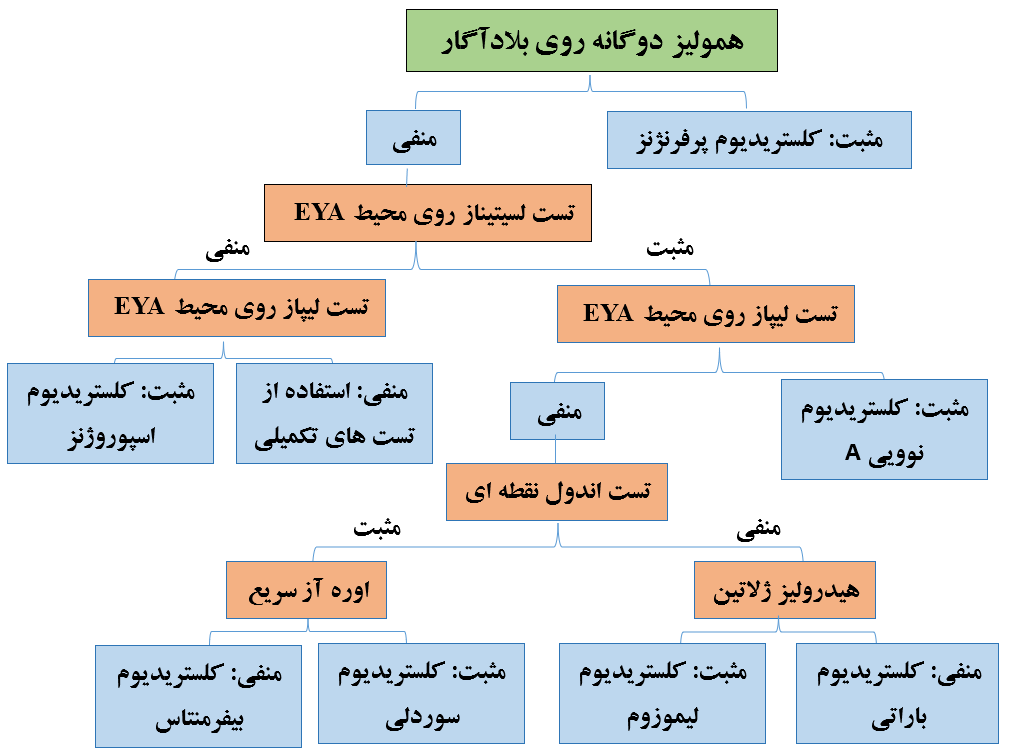 همولیز دوگانه روی بلادآگار
مثبت: کلستریدیوم پرفرنژنز
منفی
تست لسیتیناز روی محیط EYA
مثبت
منفی
تست لیپاز روی محیط EYA
تست لیپاز روی محیط EYA
مثبت: کلستریدیوم
نوویی A
منفی
منفی: استفاده از
تست های تکمیلی
مثبت: کلستریدیوم
اسپوروژنز
تست اندول نقطه ای
منفی
مثبت
هیدرولیز ژلاتین
اوره آز سریع
منفی: کلستریدیوم
باراتی
مثبت: کلستریدیوم
لیموزوم
مثبت: کلستریدیوم
سوردلی
منفی: کلستریدیوم
بیفرمنتاس